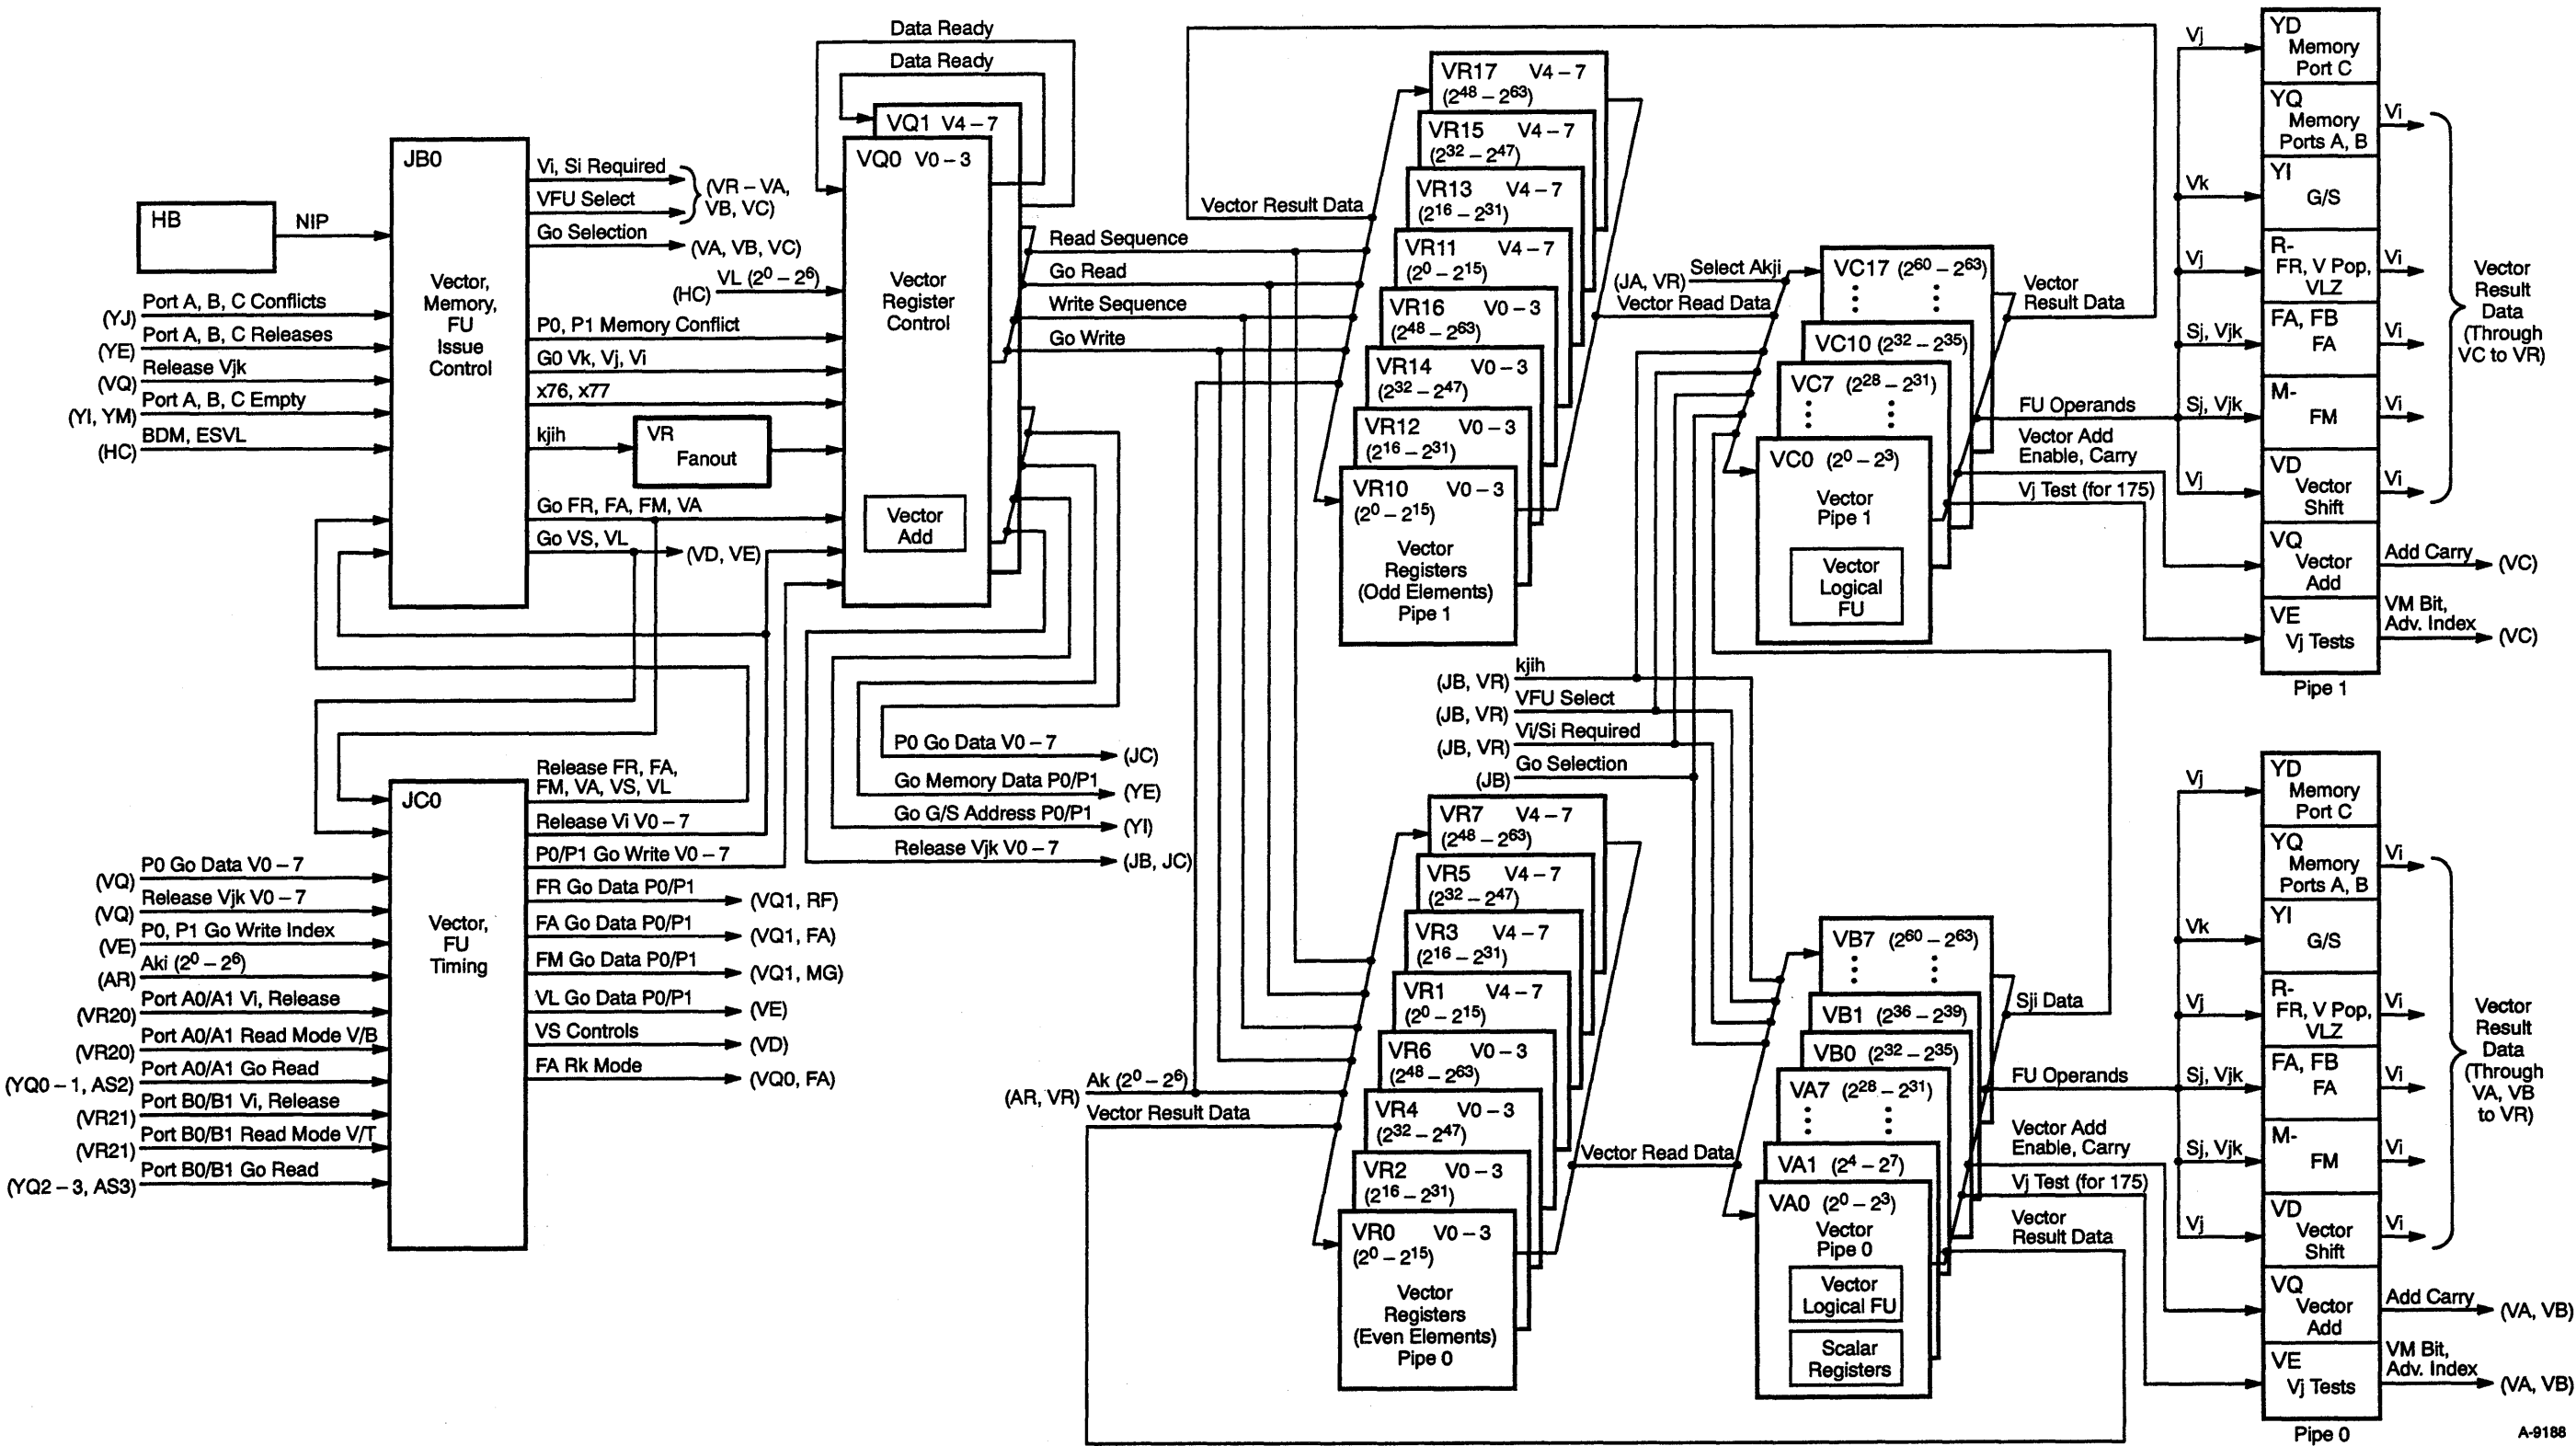 HB
NIP
(YJ) Port A, B, C Conflicts
(YE) Port A, B, C Releases
(VQ) Release Vjk
(YI, YM) Port A, B, C Empty
(HC) BDM, ESVL
JB0
Vector,
Memory,
FU
Issue
Control
Vi, Si Required
VFU Select
(VR – VA,
VB, VC)
Go Selection
(VA, VB, VC)
VL (2⁰ – 2⁶)
(HC)
P0, P1 Memory Conflict
G0 Vk, Vj, Vi
x76, x77
kjih
VR
Fanout
Go FR, FA, FM, VA
Go VS, VL
(VD, VE)
Data Ready
Data Ready
VQ1 V4 – 7
VQ0 V0 – 3
Vector
Register
Control
Vector
Add
Read Sequence
Go Read
Write Sequence
Go Write
P0 Go Data V0 – 7
(JC)
Go Memory Data P0/P1
(YE)
Go G/S Address P0/P1
(YI)
Release Vjk V0 – 7
(JB, JC)
JC0
Vector,
FU
Timing
(VQ) P0 Go Data V0 – 7
(VQ) Release Vjk V0 – 7
(VE) P0, P1 Go Write Index
(AR) Aki (2⁰ – 2⁶)
(VR20) Port A0/A1 Vi, Release
(VR20) Port A0/A1 Read Mode V/B
(YQ0 – 1, AS2) Port A0/A1 Go Read
(VR21) Port B0/B1 Vi, Release
(VR21) Port B0/B1 Read Mode V/T
(YQ2 – 3, AS3) Port B0/B1 Go Read
Release FR, FA,
FM, VA, VS, VL
Release Vi V0 – 7
P0/P1 Go Write V0 – 7
FR Go Data P0/P1
(VQ1, RF)
FA Go Data P0/P1
(VQ1, FA)
FM Go Data P0/P1
(VQ1, MG)
VL Go Data P0/P1
(VE)
VS Controls
(VD)
FA Rk Mode
(VQ0, FA)
Vector Result Data
VR17 V4 – 7
(2⁴⁸ – 2⁶³)
VR15 V4 – 7
(2³² – 2⁴⁷)
VR13 V4 – 7
(2¹⁶ – 2³¹)
VR11 V4 – 7
(2⁰ – 2¹⁵)
VR16 V0 – 3
(2⁴⁸ – 2⁶³)
VR14 V0 – 3
(2³² – 2⁴⁷)
VR12 V0 – 3
(2¹⁶ – 2³¹)
VR10 V0 – 3
(2⁰ – 2¹⁵)
Vector
Registers
(Odd Elements)
Pipe 1
(JA, VR) Select Akji
Vector Read Data
VC17 (2⁶⁰ – 2⁶³)
VC10 (2³² – 2³⁵)
VC7 (2²⁸ – 2³¹)
VC0 (2⁰ – 2³)
Vector
Pipe 1
Vector
Logical
FU
Vector
Result Data
FU Operands
Vector Add
Enable, Carry
Vj Test (for 175)
(JB, VR) kjih
(JB, VR) VFU Select
(JB, VR) Vi/Si Required
(JB) Go Selection
VR7 V4 – 7
(2⁴⁸ – 2⁶³)
VR5 V4 – 7
(2³² – 2⁴⁷)
VR3 V4 – 7
(2¹⁶ – 2³¹)
VR1 V4 – 7
(2⁰ – 2¹⁵)
VR6 V0 – 3
(2⁴⁸ – 2⁶³)
VR4 V0 – 3
(2³² – 2⁴⁷)
VR2 V0 – 3
(2¹⁶ – 2³¹)
VR0 V0 – 3
(2⁰ – 2¹⁵)
Vector
Registers
(Even Elements)
Pipe 0
(AR, VR) Ak (2⁰ – 2⁶)
Vector Result Data
Vector Read Data
VB7 (2⁶⁰ – 2⁶³)
VB1 (2³⁶ – 2³⁹)
VB0 (2³² – 2³⁵)
VA7 (2²⁸ – 2³¹)
VA1 (2⁴ – 2⁷)
VA0 (2⁰ – 2³)
Vector
Pipe 0
Vector
Logical FU
Scalar
Registers
Sji Data
FU Operands
Vector Add
Enable, Carry
Vj Test (for 175)
Vector
Result Data
Vj
YD
Memory
Port C
YQ
Memory
Ports A, B
Vi
Vk
YI
G/S
Vj
R-
FR, V Pop,
VLZ
Vi
Sj, Vjk
FA, FB
FA
Vi
Sj, Vjk
M-
FM
Vi
Vj
VD
Vector
Shift
Vi
VQ
Vector
Add
Add Carry
(VC)
VE
Vj Tests
VM Bit,
Adv. Index
(VC)
Pipe 1
Vector
Result
Data
(Through
VC to VR)
Vj
YD
Memory
Port C
YQ
Memory
Ports A, B
Vi
Vk
YI
G/S
Vj
R-
FR, V Pop,
VLZ
Vi
Sj, Vjk
FA, FB
FA
Vi
Sj, Vjk
M-
FM
Vi
Vj
VD
Vector
Shift
Vi
VQ
Vector
Add
Add Carry
(VA, VB)
VE
Vj Tests
VM Bit,
Adv. Index
(VA, VB)
Pipe 0
Vector
Result
Data
(Through
VA, VB
to VR)
A-9188